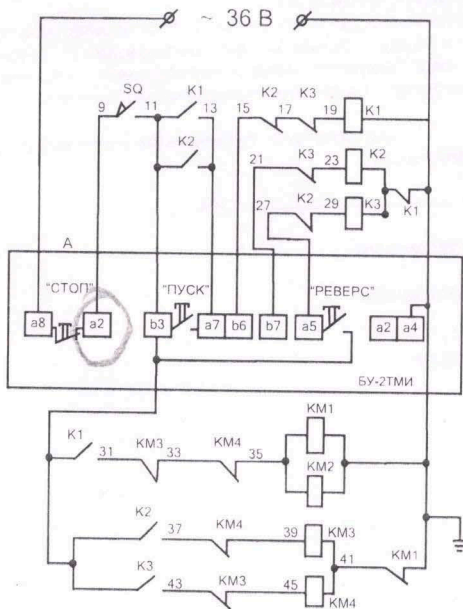 ~ 36 В
SQ
K1
9
11
13
K2
15
K2
17
K3
19
K1
21
K3
23
K2
27
K2
29
K3
K1
А
"СТОП"
"ПУСК"
"РЕВЕРС"
a8
a2
b3
a7
b6
b7
a5
a2
a4
БУ-2ТМИ
K1
31
KM3
33
KM4
35
KM1
KM2
K2
37
KM4
39
KM3
41
KM1
K3
43
KM3
45
KM4